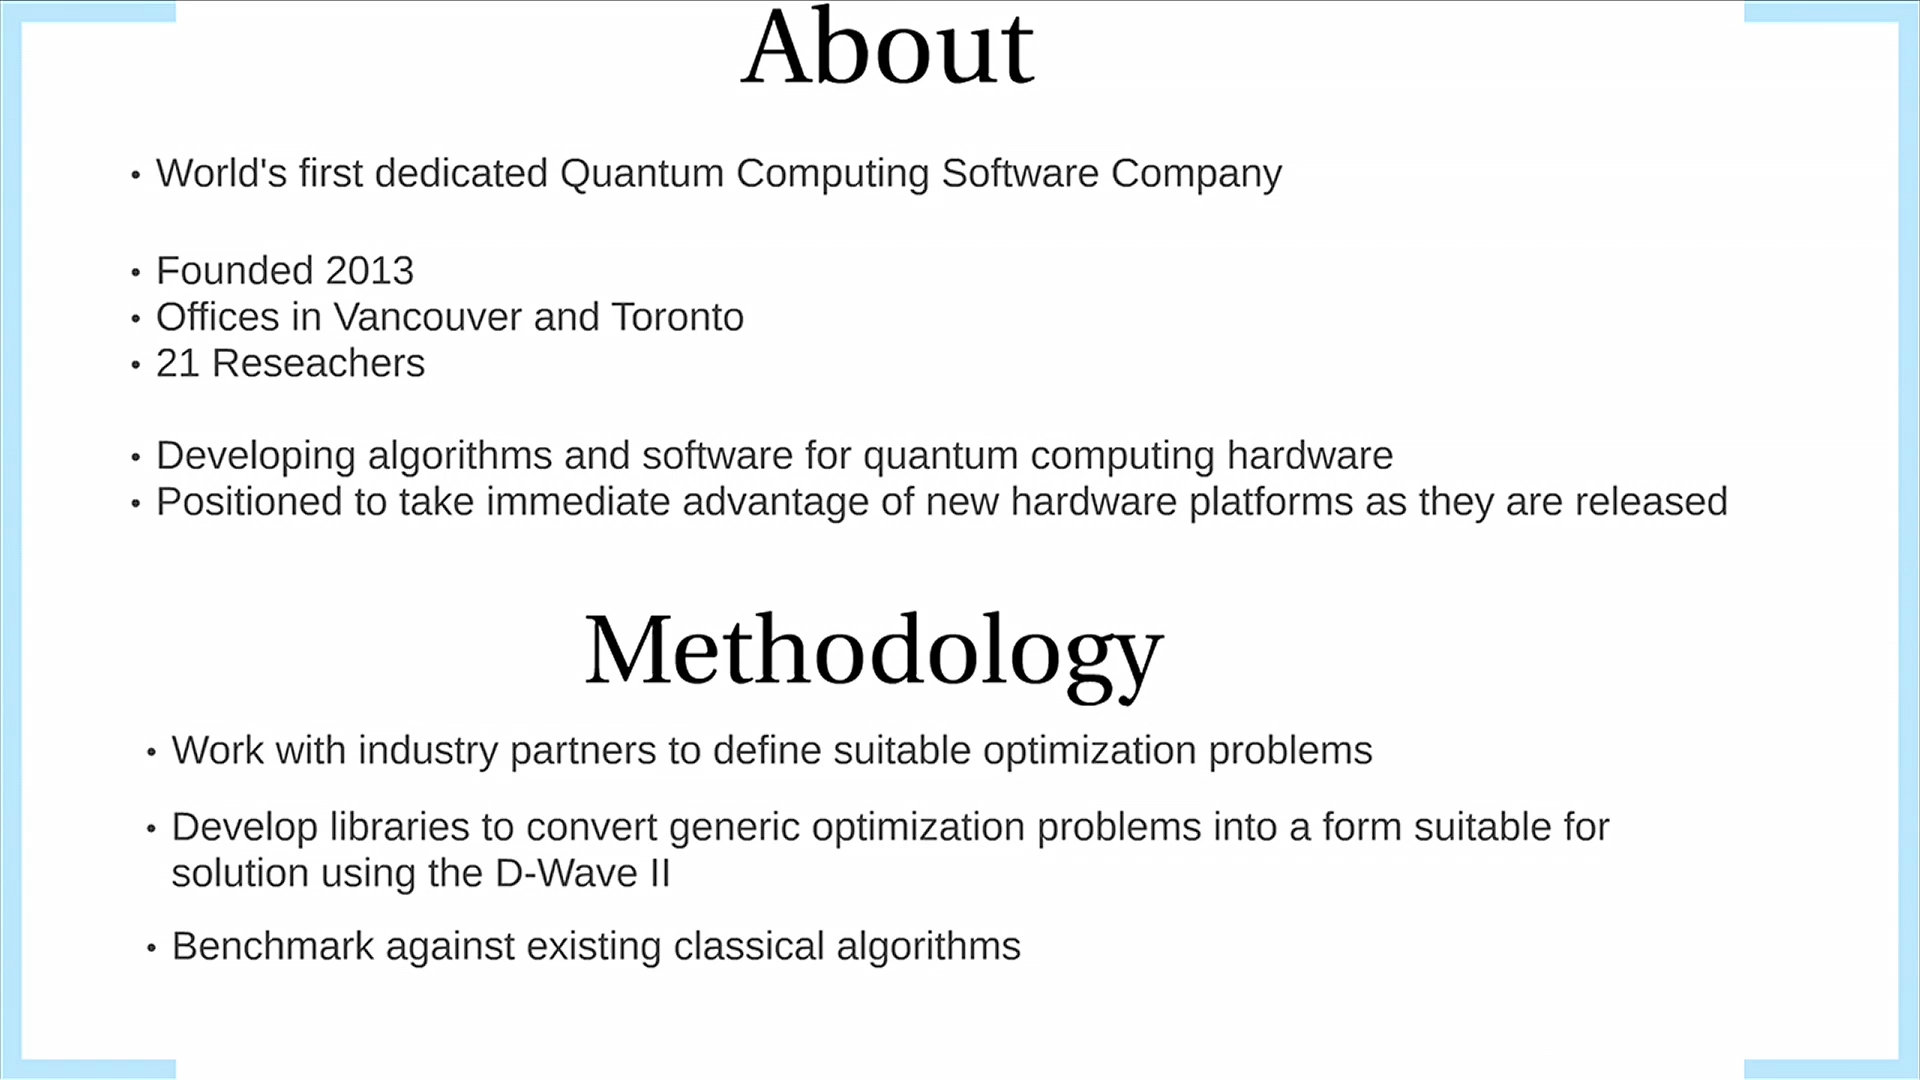 About
• World's first dedicated Quantum Computing Software Company
• Founded 2013
• Offices in Vancouver and Toronto
• 21 Reseachers
• Developing algorithms and software for quantum computing hardware
• Positioned to take immediate advantage of new hardware platforms as they are released
Methodology
• Work with industry partners to define suitable optimization problems
• Develop libraries to convert generic optimization problems into a form suitable for
solution using the D-Wave II
• Benchmark against existing classical algorithms